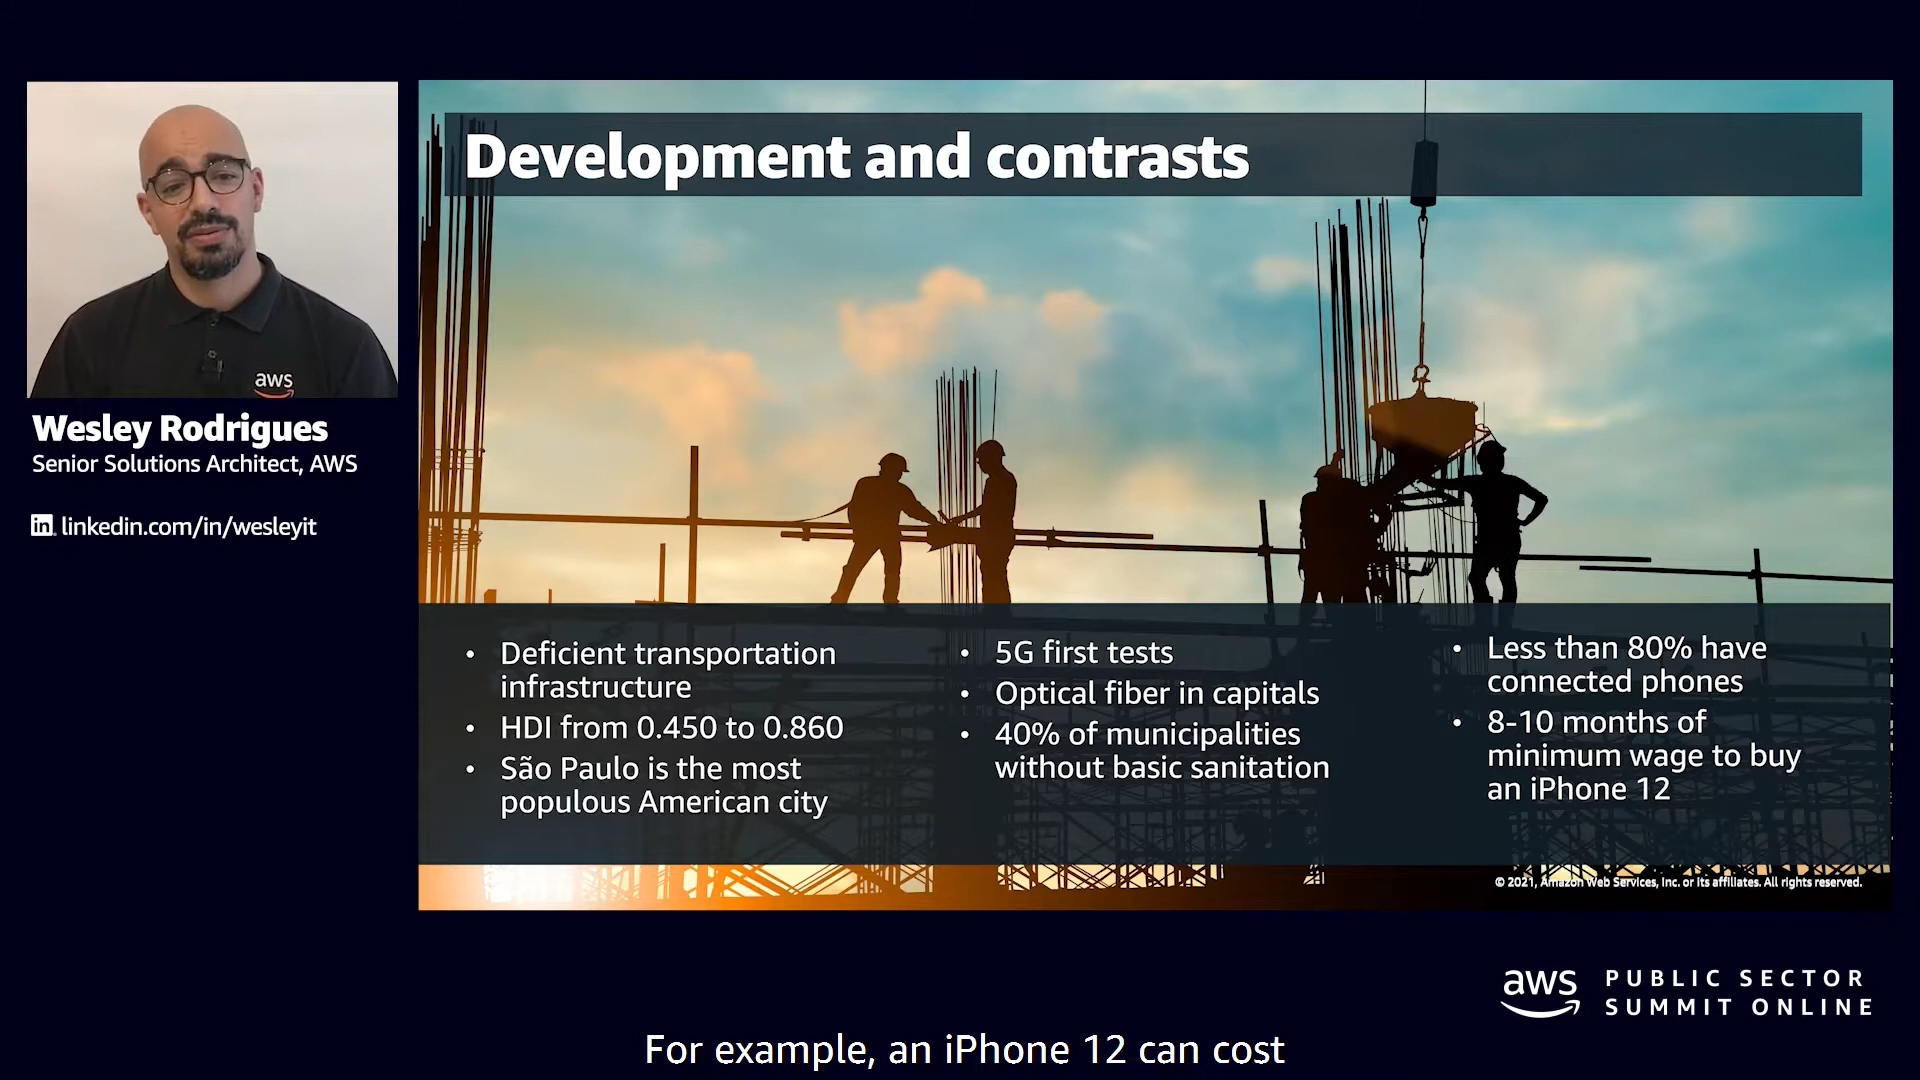 aws
Wesley Rodrigues
Senior Solutions Architect, AWS
in linkedin.com/in/wesleyit
Development and contrasts
• Deficient transportation
infrastructure
• HDI from 0.450 to 0.860
• São Paulo is the most
populous American city
• 5G first tests
• Optical fiber in capitals
• 40% of municipalities
without basic sanitation
• Less than 80% have
connected phones
• 8-10 months of
minimum wage to buy
an iPhone 12
© 2021, Amazon Web Services, Inc. or its affiliates. All rights reserved.
aws PUBLIC SECTOR
SUMMIT ONLINE
For example, an iPhone 12 can cost